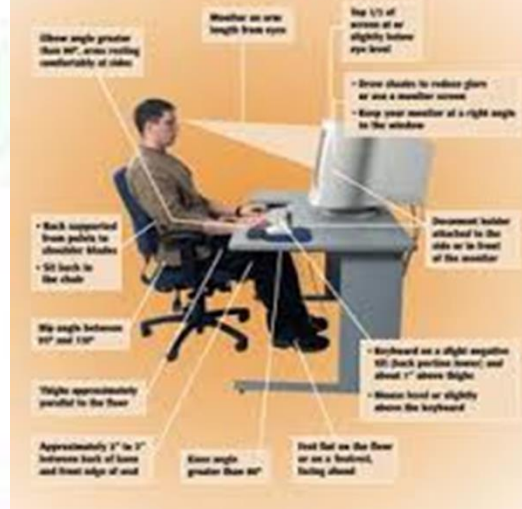 Monitor on arm
length from eyes
Top 1/3 of
screen at or
slightly below
eye level
Elbow angle greater
than 90°, arms resting
comfortably at sides
• Draw shades to reduce glare
or use a monitor screen
• Keep your monitor at a right angle
to the window
• Back supported
from pelvis to
shoulder blades
• Sit back in
the chair
Document holder
attached to the
side or in front
of the monitor
Hip angle between
and
• Keyboard on a slight negative
tilt (back portion lower) and
about 1" above thighs
• Mouse level or slightly
above the keyboard
Thighs approximately
parallel to the floor
Approximately 2" to 3"
between back of knee
and front edge of seat
Knee angle
greater than 90°
Feet flat on the floor
or on a footrest,
facing ahead